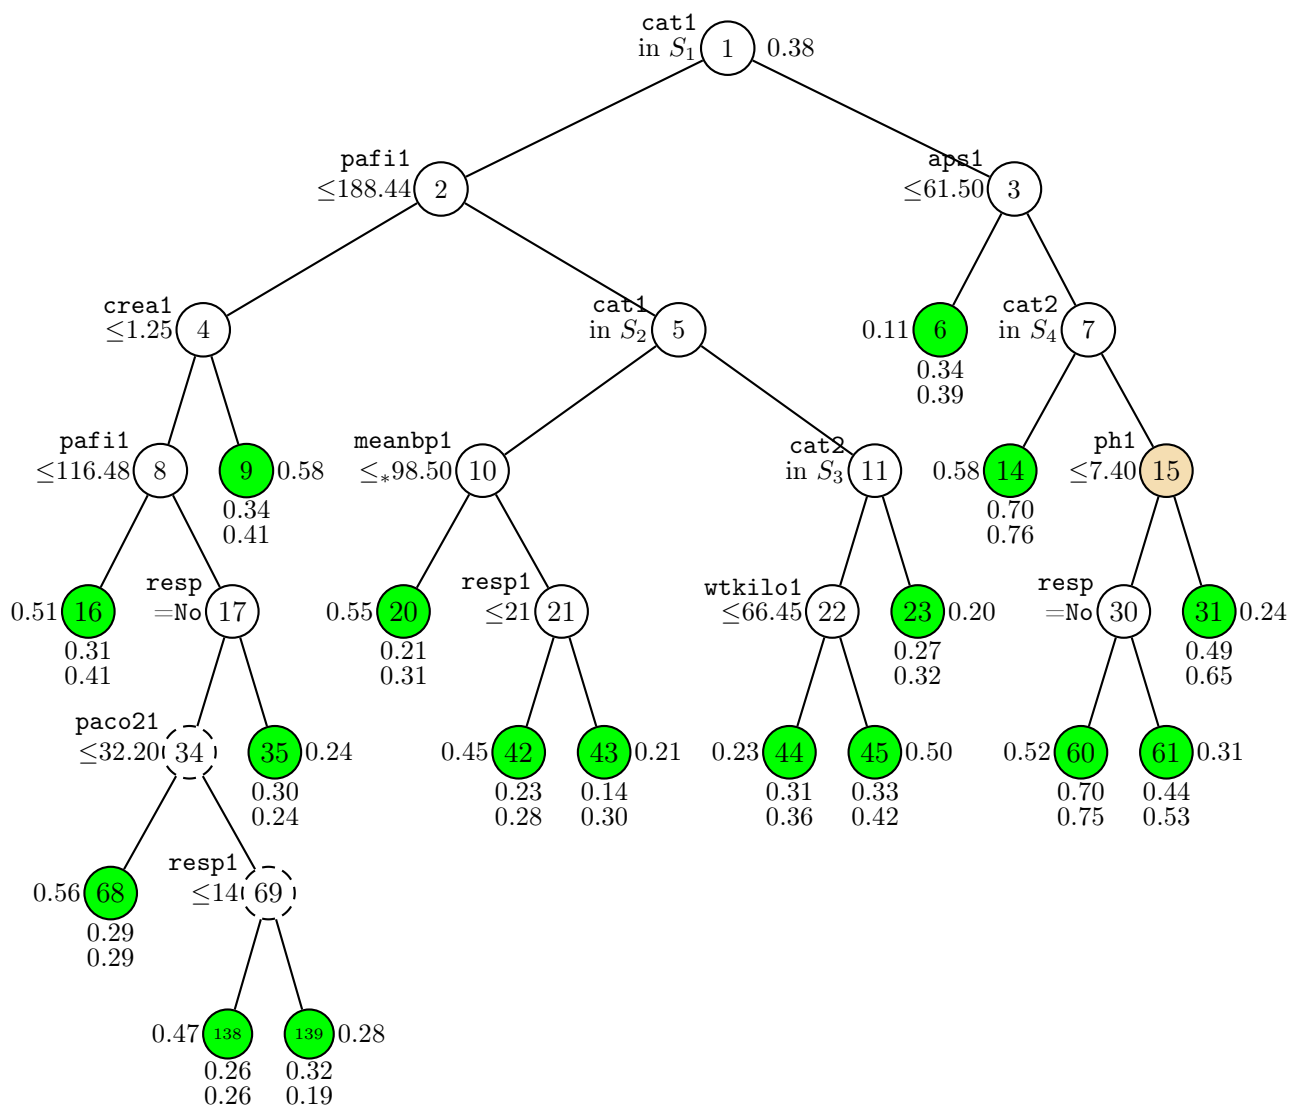 cat1
in S1 1 0.38
pafi1 aps1
≤188.44 2 ≤61.50 3
crea1 cat1 cat2
≤1.25 4 in S2 5 0.11 6 in S4 7
0.34
0.39
pafi1 meanbp1 cat2 ph1
≤116.48 8 9 0.58 ≤*98.50 10 in S3 11 0.58 14 ≤7.40 15
0.34 0.70
0.41 0.76
resp resp1 wtkilo1 resp
0.51 16 =No 17 0.55 20 ≤21 21 ≤66.45 22 23 0.20 =No 30 31 0.24
0.31 0.21 0.27 0.49
0.41 0.31 0.32 0.65
paco21
≤32.20 34 35 0.24 0.45 42 43 0.21 0.23 44 45 0.50 0.52 60 61 0.31
0.30 0.23 0.14 0.31 0.33 0.70 0.44
0.24 0.28 0.30 0.36 0.42 0.75 0.53
resp1
0.56 68 ≤14 69
0.29
0.29
0.47 138 139 0.28
0.26 0.32
0.26 0.19